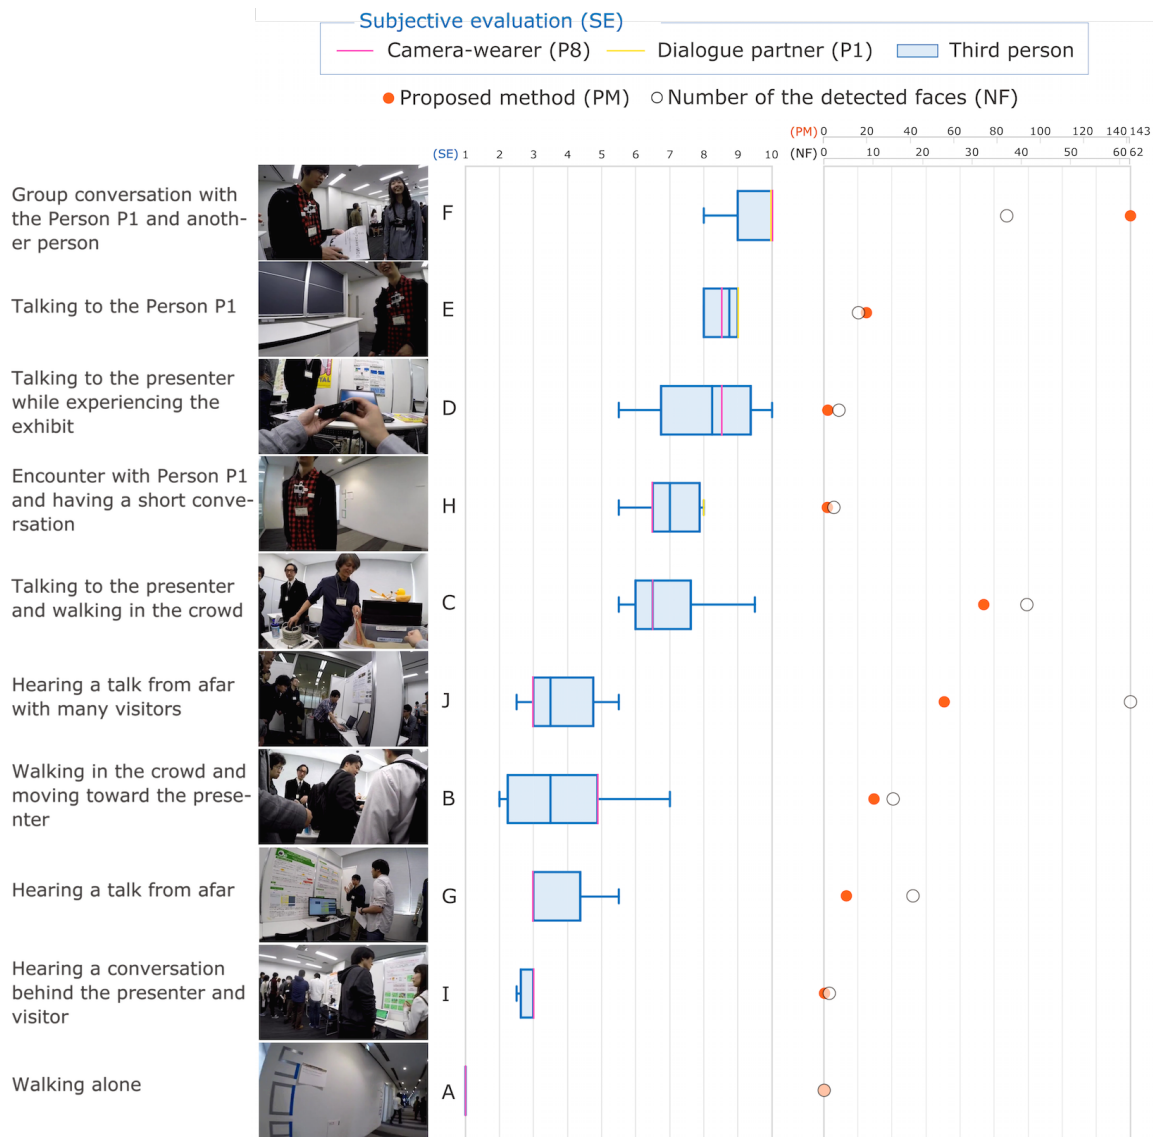 Subjective evaluation (SE)
Camera-wearer (P8) Dialogue partner (P1) Third person
Proposed method (PM) Number of the detected faces (NF)
(PM) 0 20 40 60 80 100 120 140 143
(SE) 1 2 3 4 5 6 7 8 9 10 (NF) 0 10 20 30 40 50 60 62
Group conversation with
the Person P1 and anoth-
er person
F
Talking to the Person P1
E
Talking to the presenter
while experiencing the
exhibit
D
Encounter with Person P1
and having a short conve-
rsation
H
Talking to the presenter
and walking in the crowd
C
Hearing a talk from afar
with many visitors
J
Walking in the crowd and
moving toward the prese-
nter
B
Hearing a talk from afar
G
Hearing a conversation
behind the presenter and
visitor
I
Walking alone
A